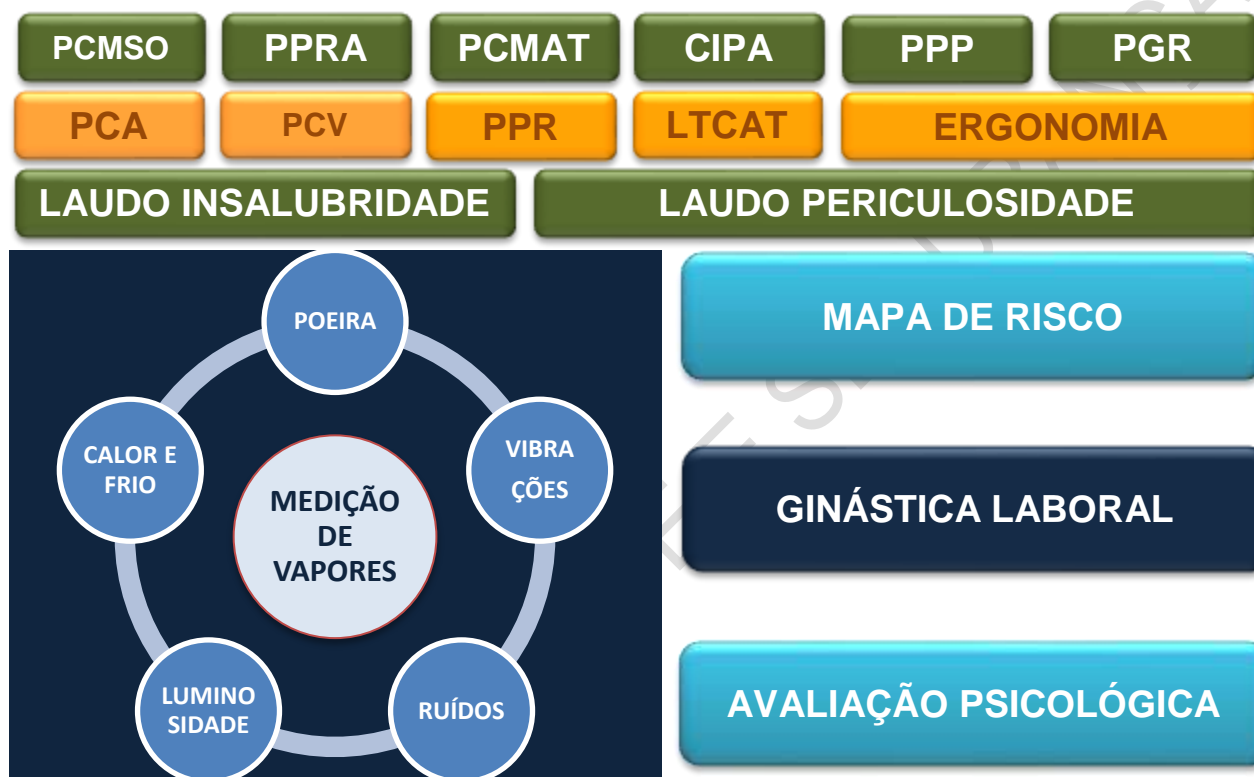 PCMSO PPRA PCMAT CIPA PPP PGR
PCA PCV PPR LTCAT ERGONOMIA
LAUDO INSALUBRIDADE LAUDO PERICULOSIDADE
POEIRA
CALOR E
FRIO
VIBRA
ÇÕES
MEDIÇÃO
DE
VAPORES
LUMINO
SIDADE
RUÍDOS
MAPA DE RISCO
GINÁSTICA LABORAL
AVALIAÇÃO PSICOLÓGICA